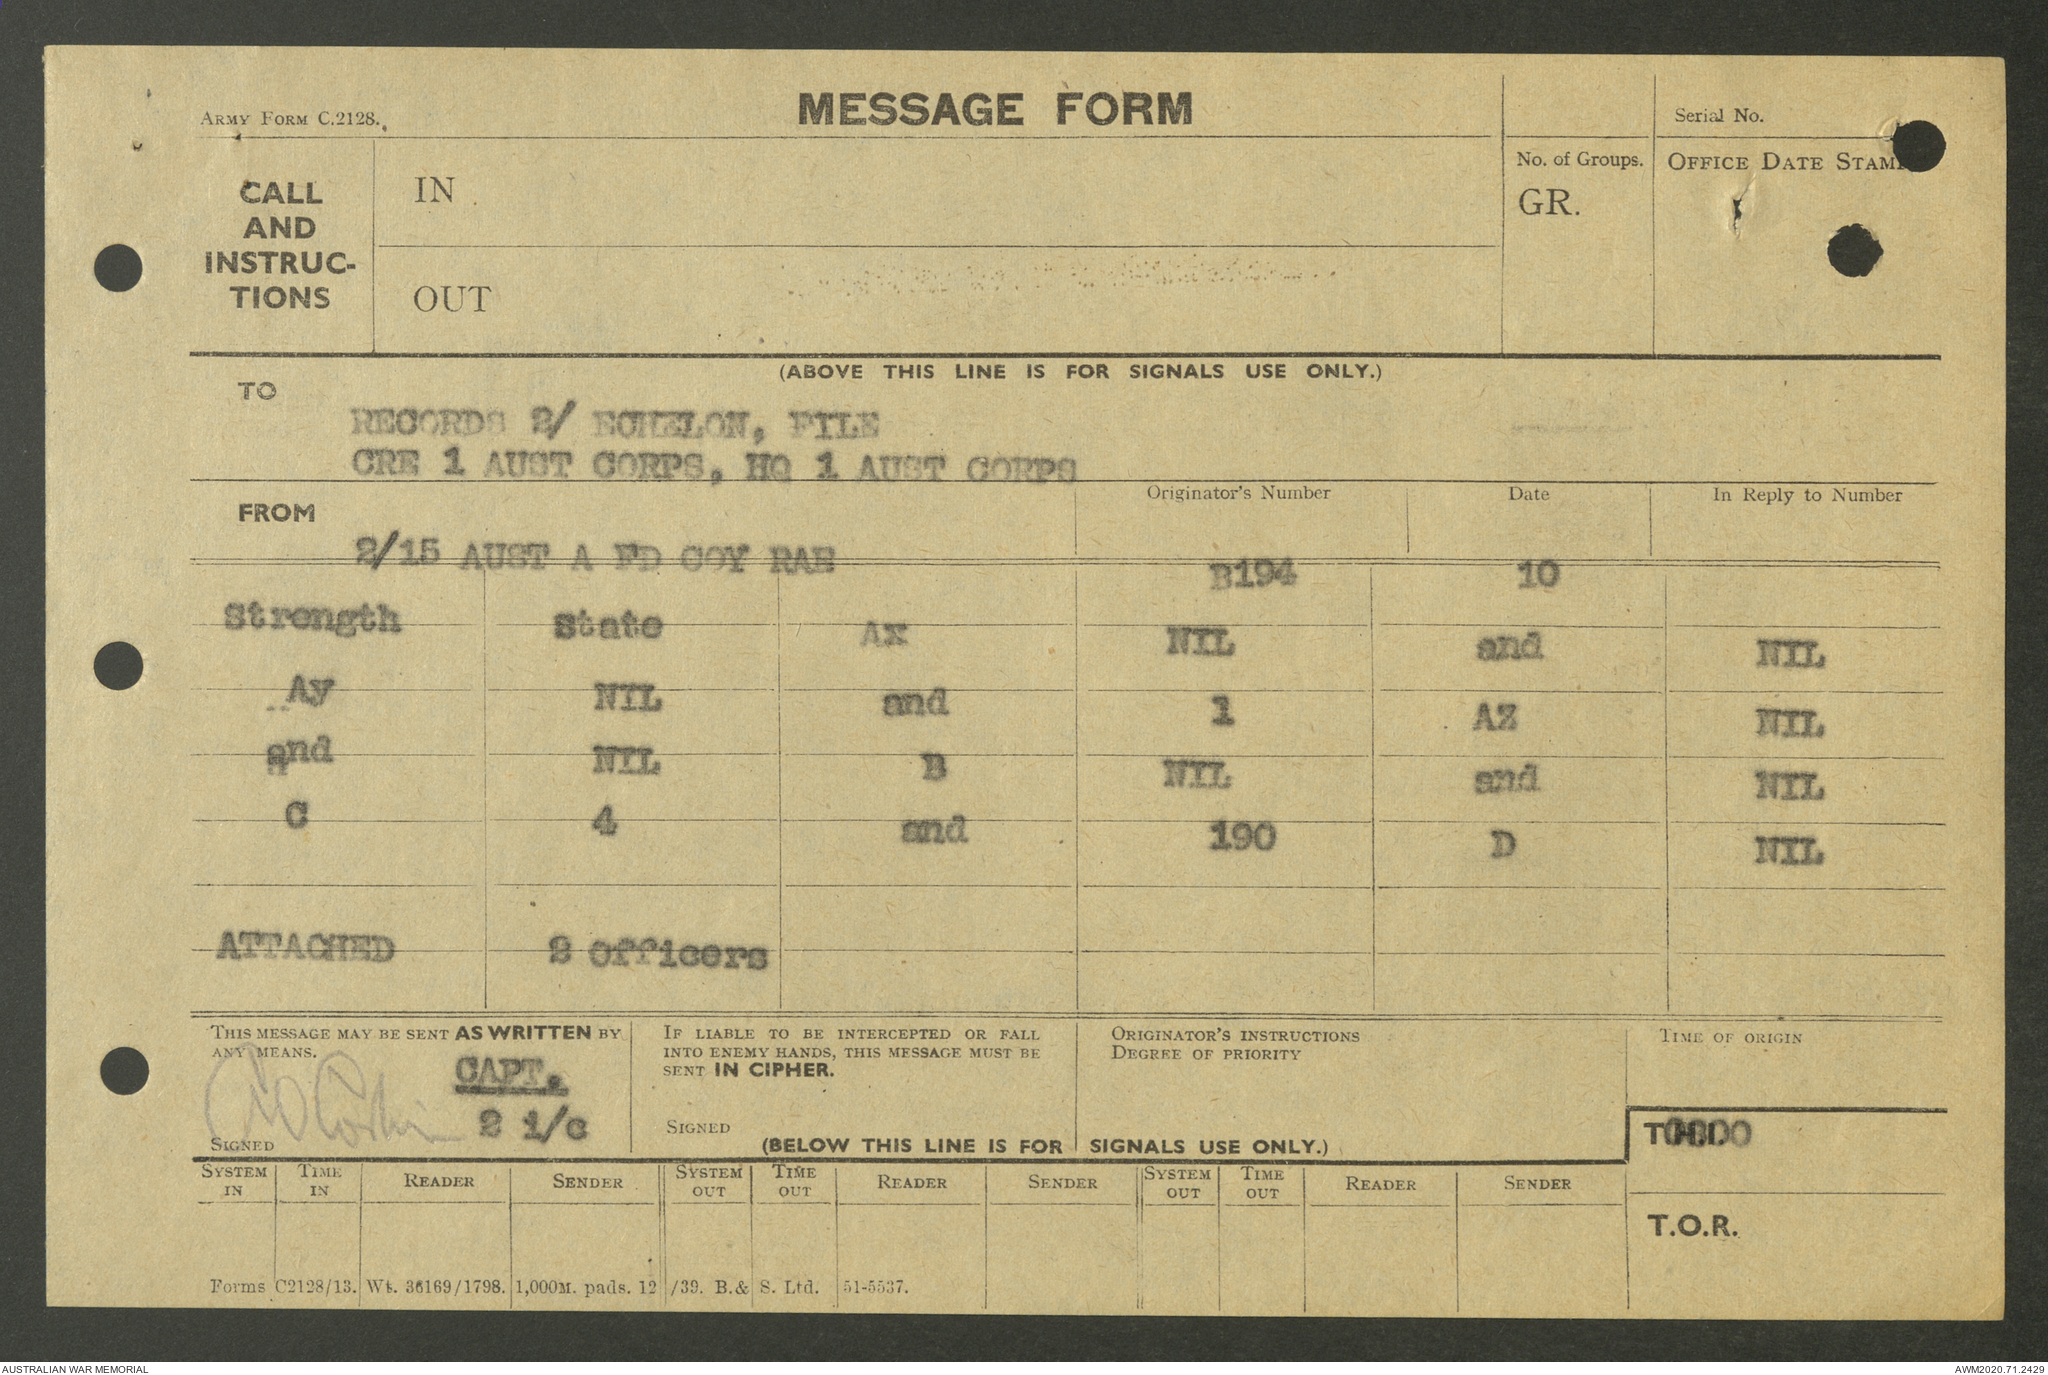 ARMY FORM C.2128.
MESSAGE FORM
Serial No.
CALL AND INSTRUC-TIONS
IN
OUT
No. of Groups.
GR.
OFFICE DATE STAMP
(ABOVE THIS LINE IS FOR SIGNALS USE ONLY.)
TO
RECORDS 2/ ECHELON, FILE
CRE 1 AUST CORPS, HQ 1 AUST CORPS
FROM
2/15 AUST A FD COY RAE
Originator's Number
B194
Date
10
In Reply to Number
Strength State Ax NIL and NIL
Ay NIL and 1 AZ NIL
and NIL B NIL and NIL
C 4 and 190 D NIL
ATTACHED 2 Officers
THIS MESSAGE MAY BE SENT AS WRITTEN BY
ANY MEANS.
CAPT.
2 i/c
SIGNED
IF LIABLE TO BE INTERCEPTED OR FALL
INTO ENEMY HANDS, THIS MESSAGE MUST BE
SENT IN CIPHER.
SIGNED
ORIGINATOR'S INSTRUCTIONS
DEGREE OF PRIORITY
TIME OF ORIGIN
(BELOW THIS LINE IS FOR SIGNALS USE ONLY.)
SYSTEM IN TIME IN READER SENDER SYSTEM OUT TIME OUT READER SENDER SYSTEM OUT TIME OUT READER SENDER
T.O.R.
Forms C2128/13. Wt. 36169/1798. 1,000M. pads. 12/39. B.& S. Ltd. 51-5537.
AUSTRALIAN WAR MEMORIAL
AWM2020.71.2429